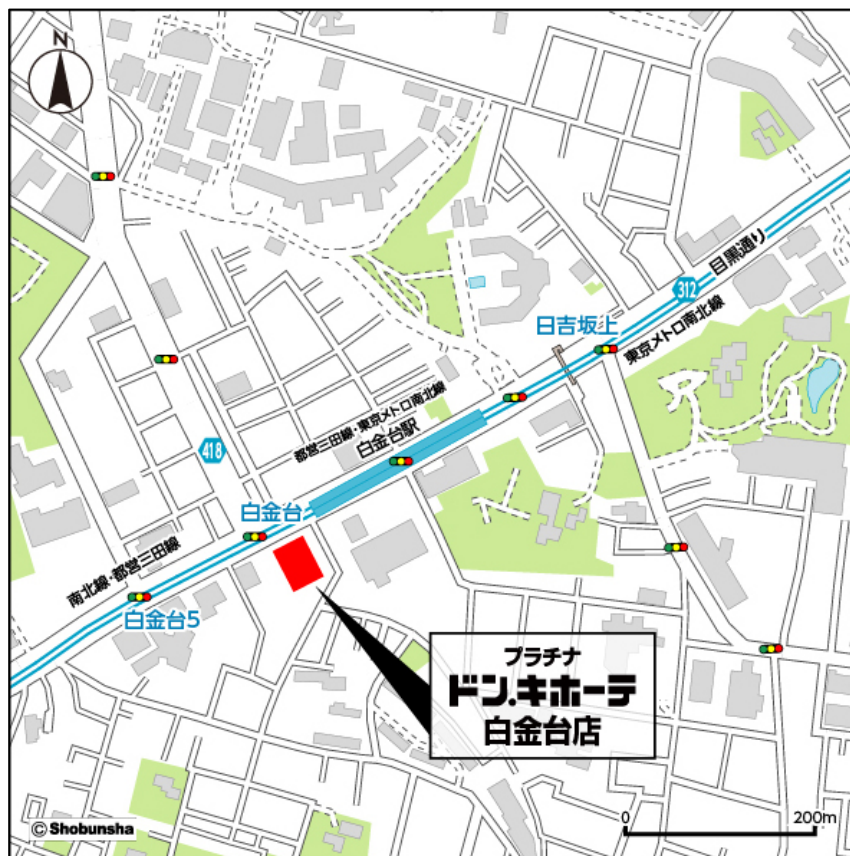 N
目黒通り
312
日吉坂上
東京メトロ南北線
都営三田線・東京メトロ南北線
白金台駅
418
白金台
南北線・都営三田線
白金台5
プラチナ
ドン.キホーテ
白金台店
© Shobunsha
0 200m